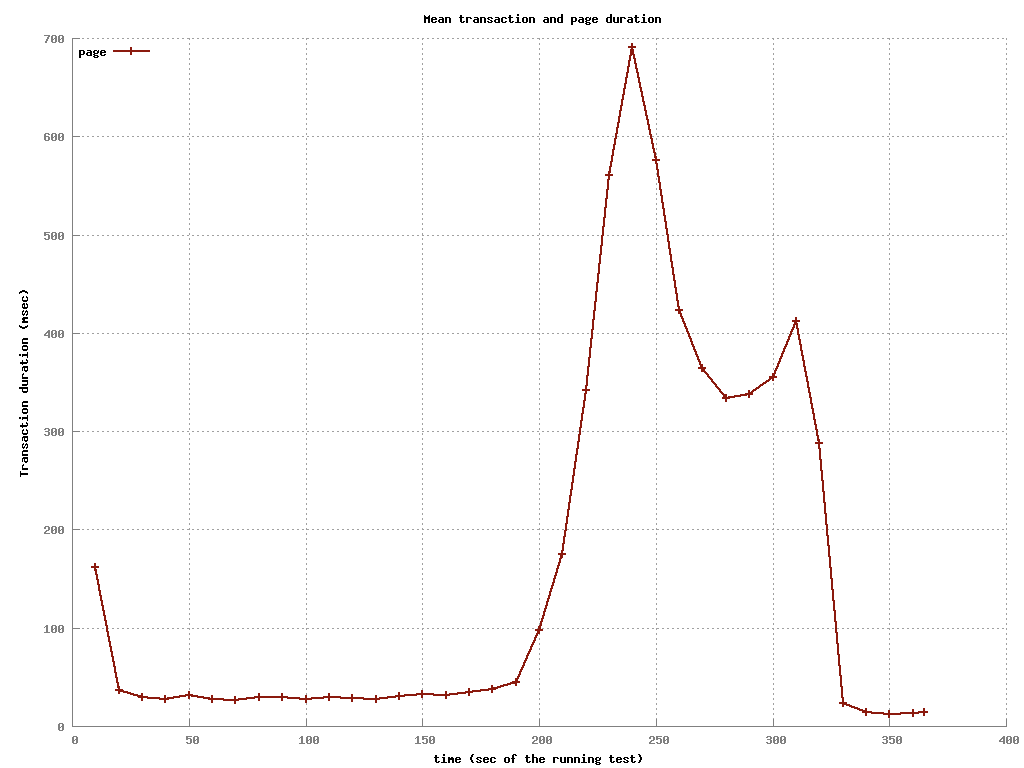 Mean transaction and page duration
page
700
600
500
400
300
200
100
0
Transaction duration (msec)
0 50 100 150 200 250 300 350 400
time (sec of the running test)